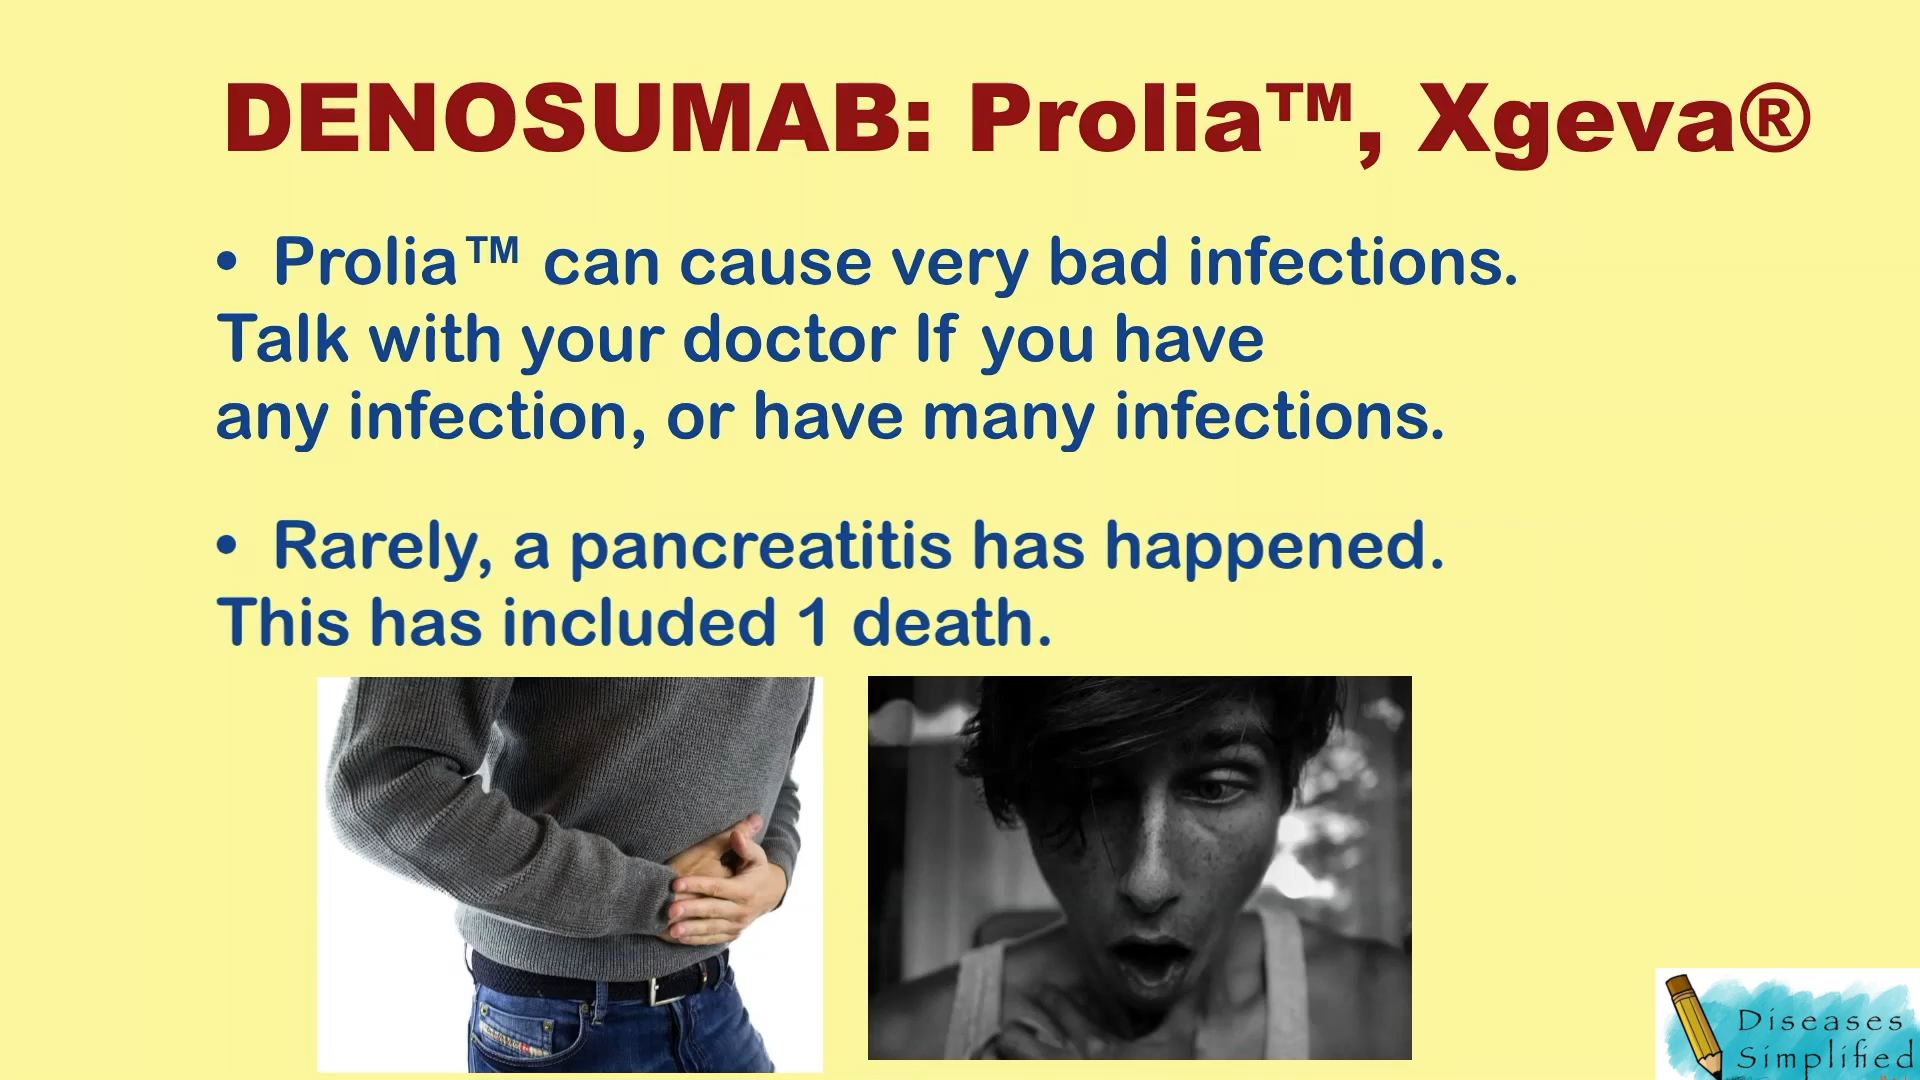 DENOSUMAB: Prolia™, Xgeva®
• Prolia™ can cause very bad infections.
Talk with your doctor If you have
any infection, or have many infections.
• Rarely, a pancreatitis has happened.
This has included 1 death.
Diseases
Simplified